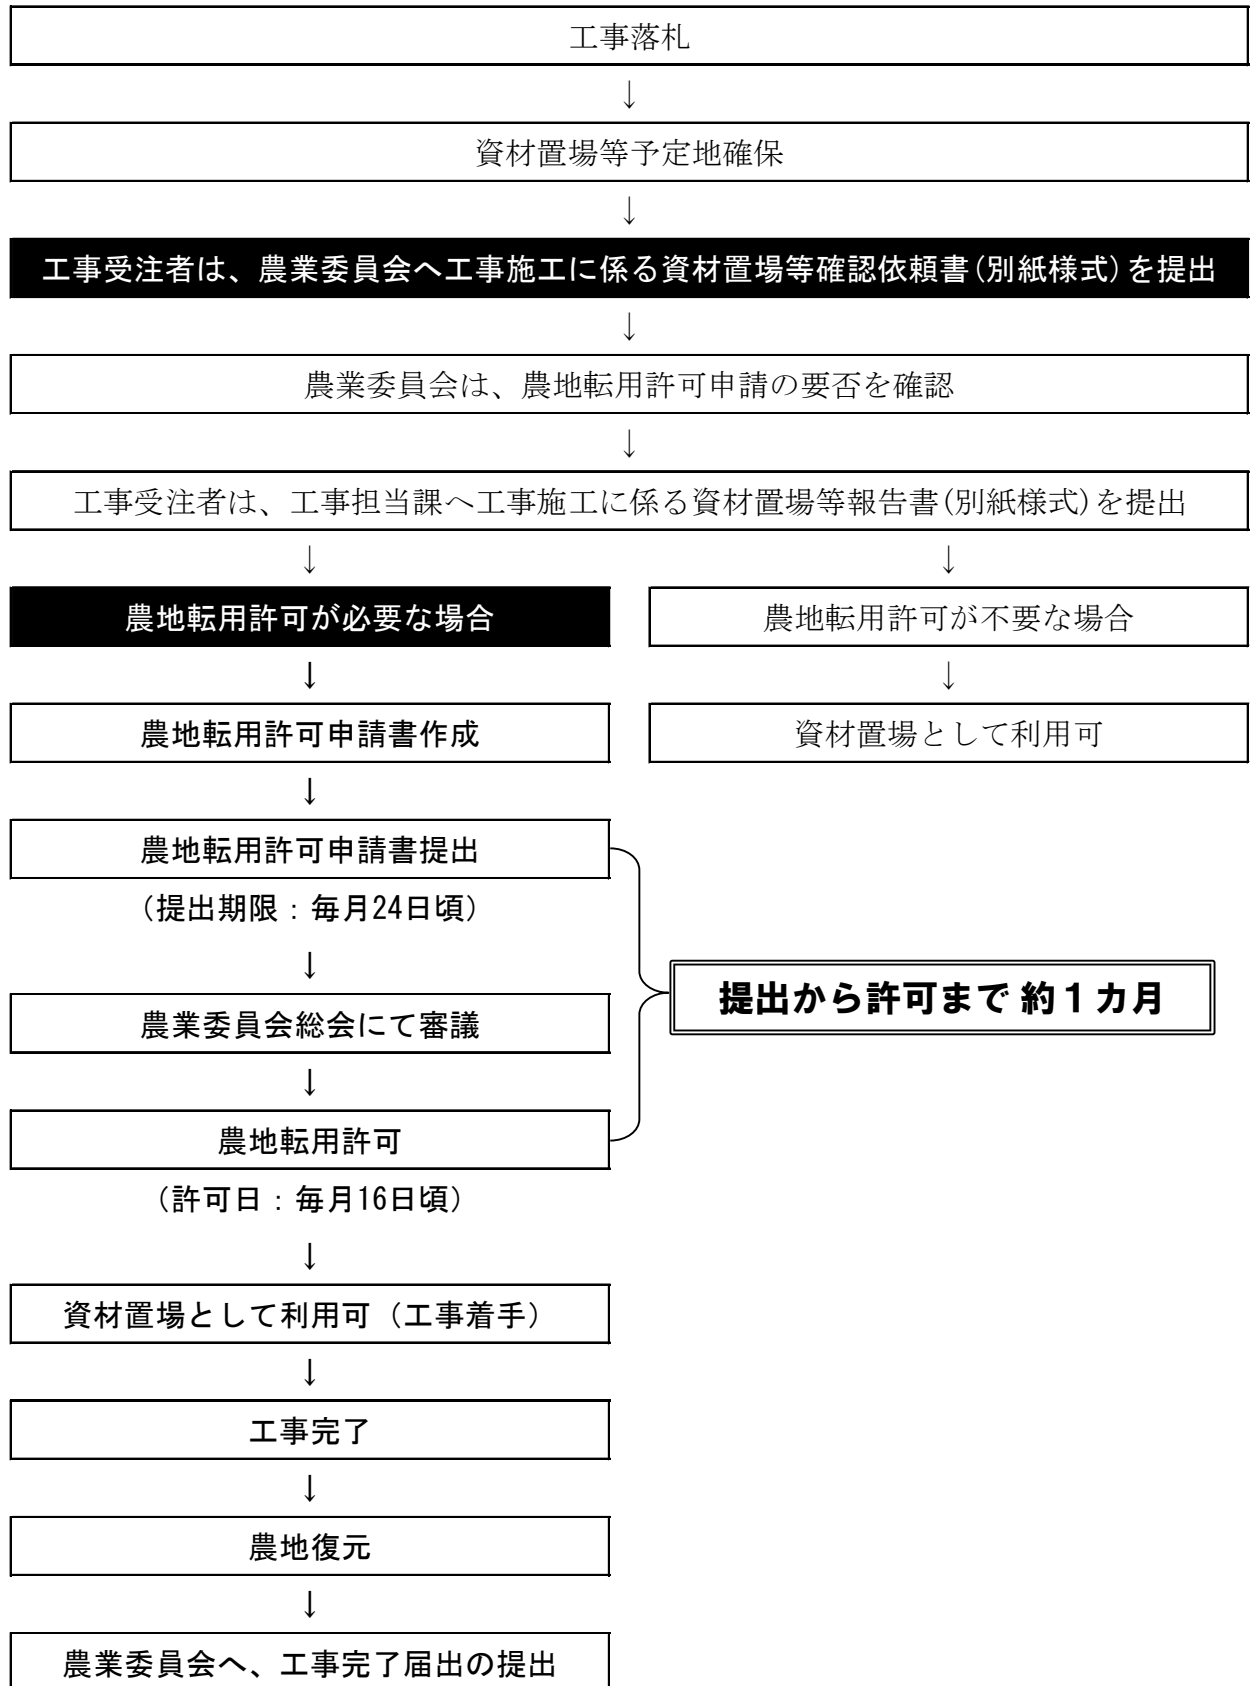 工事落札
↓
資材置場等予定地確保
↓
工事受注者は、農業委員会へ工事施工に係る資材置場等確認依頼書(別紙様式)を提出
↓
農業委員会は、農地転用許可申請の要否を確認
↓
工事受注者は、工事担当課へ工事施工に係る資材置場等報告書(別紙様式)を提出
↓ ↓
農地転用許可が必要な場合 農地転用許可が不要な場合
↓ ↓
農地転用許可申請書作成 資材置場として利用可
↓
農地転用許可申請書提出
（提出期限：毎月24日頃）
↓
提出から許可まで 約１カ月
農業委員会総会にて審議
↓
農地転用許可
（許可日：毎月16日頃）
↓
資材置場として利用可（工事着手）
↓
工事完了
↓
農地復元
↓
農業委員会へ、工事完了届出の提出